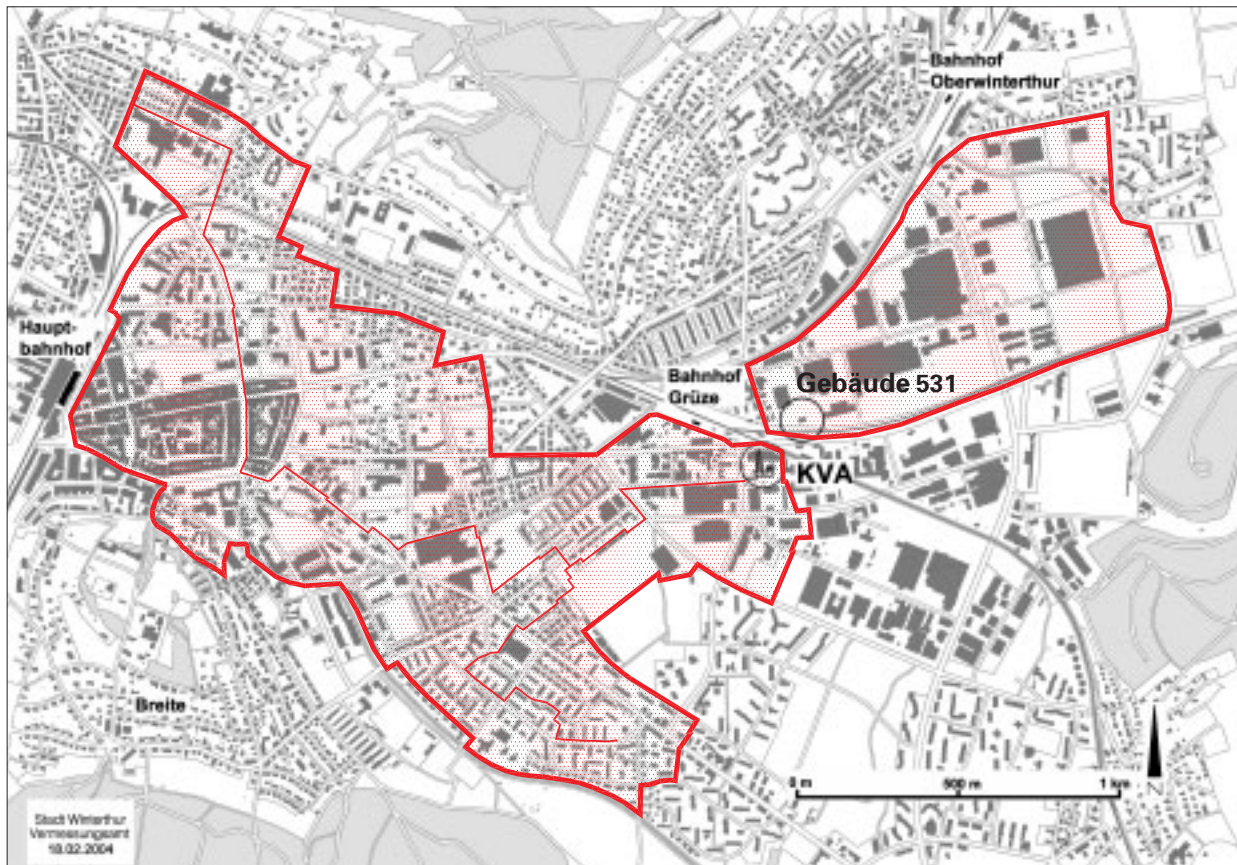 Bahnhof
Oberwinterthur
Haupt-
bahnhof
Bahnhof
Grüze
Gebäude 531
KVA
Breite
0 m 500 m 1 km
N
Stadt Winterthur
Vermessungsamt
18.02.2004